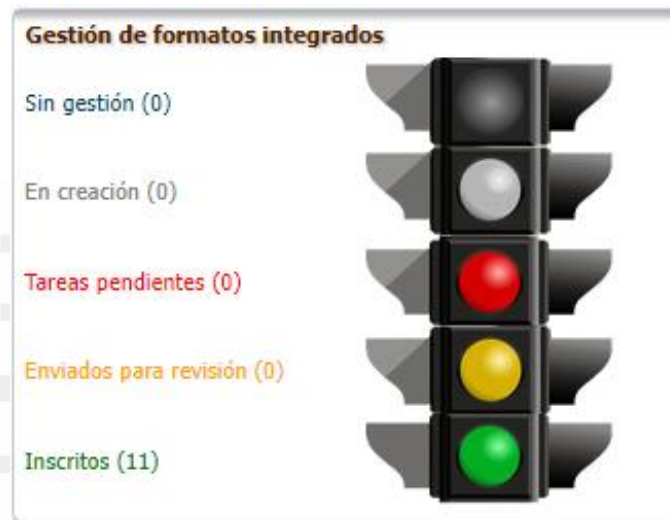 Gestión de formatos integrados
Sin gestión (0)
En creación (0)
Tareas pendientes (0)
Enviados para revisión (0)
Inscritos (11)